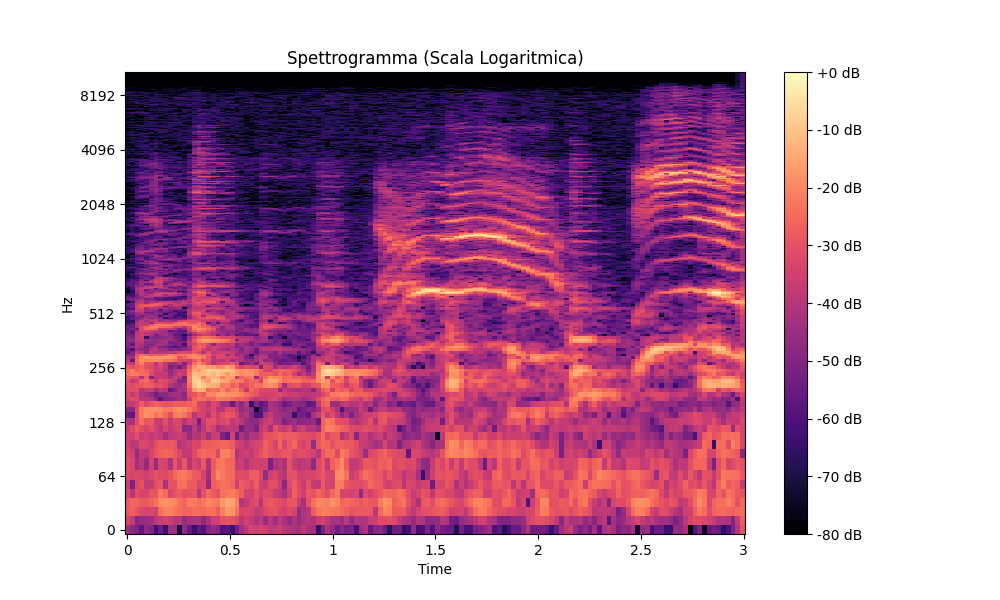 Spettrogramma (Scala Logaritmica)
8192
4096
2048
1024
512
256
128
64
0
Hz
0
0.5
1
1.5
2
2.5
3
Time
+0 dB
-10 dB
-20 dB
-30 dB
-40 dB
-50 dB
-60 dB
-70 dB
-80 dB